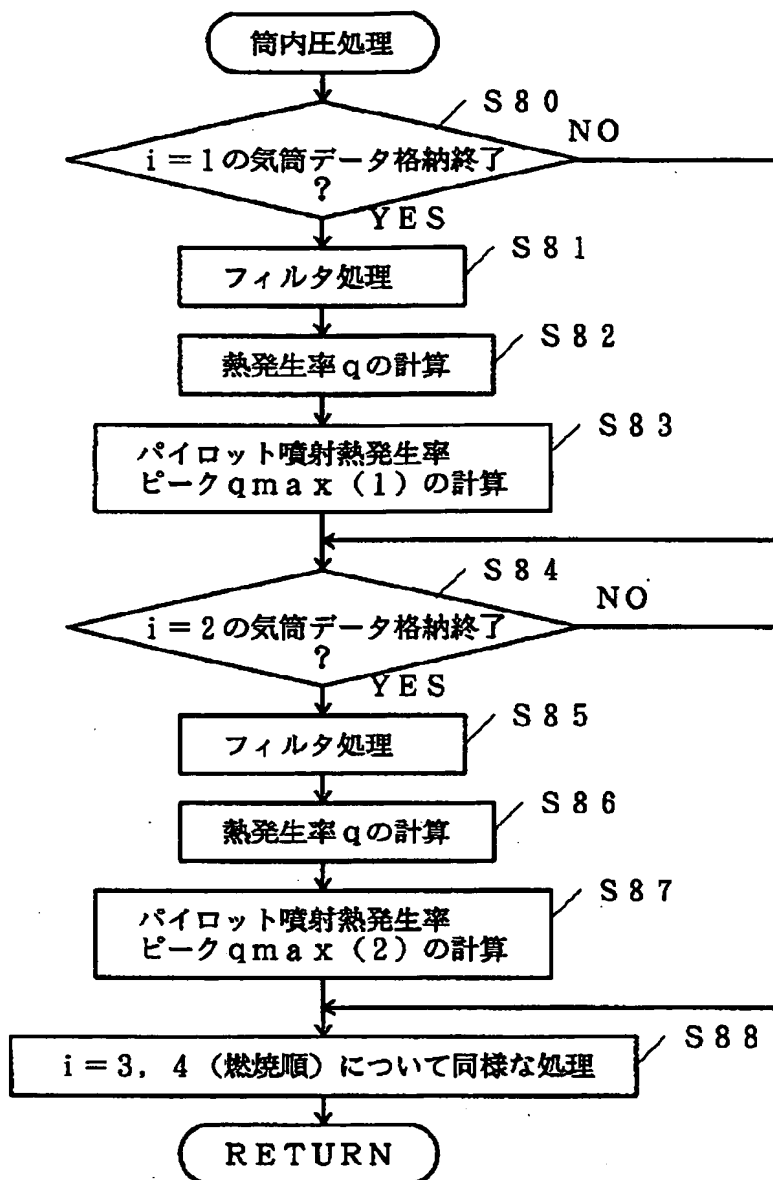 筒内圧処理
S80
NO
i=1の気筒データ格納終了
?
YES
S81
フィルタ処理
S82
熱発生率qの計算
S83
パイロット噴射熱発生率
ピークqmax(1)の計算
S84
NO
i=2の気筒データ格納終了
?
YES
S85
フィルタ処理
S86
熱発生率qの計算
S87
パイロット噴射熱発生率
ピークqmax(2)の計算
S88
i=3,4(燃焼順)について同様な処理
RETURN